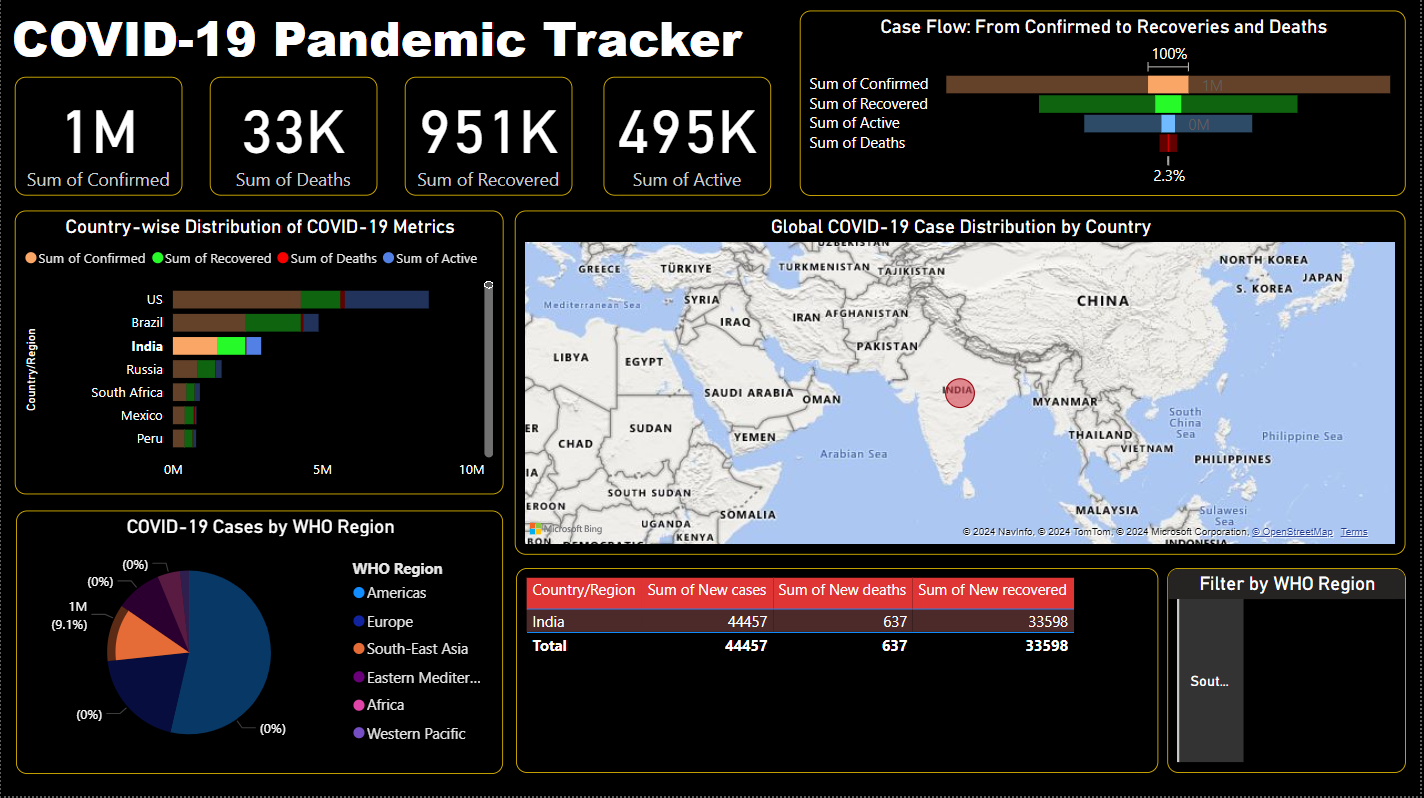 COVID-19 Pandemic Tracker
1M
Sum of Confirmed
33K
Sum of Deaths
951K
Sum of Recovered
495K
Sum of Active
Case Flow: From Confirmed to Recoveries and Deaths
100%
Sum of Confirmed
1M
Sum of Recovered
Sum of Active
0M
Sum of Deaths
2.3%
Country-wise Distribution of COVID-19 Metrics
Sum of Confirmed Sum of Recovered Sum of Deaths Sum of Active
Country/Region
US
Brazil
India
Russia
South Africa
Mexico
Peru
0M 5M 10M
Global COVID-19 Case Distribution by Country
UZBEKISTAN
NORTH KOREA
GREECE
TÜRKIYE
TURKMENISTAN
TAJIKISTAN
JAPAN
S. KOREA
Mediterranean Sea
SYRIA
CHINA
IRAQ
IRAN
AFGHANISTAN
PAKISTAN
LIBYA
EGYPT
SAUDI ARABIA
OMAN
INDIA
MYANMAR
South
China
Sea
SUDAN
CHAD
YEMEN
Arabian Sea
THAILAND
VIETNAM
Philippine Sea
PHILIPPINES
ER
IA
SOUTH SUDAN
EROON
SOMALIA
UGANDA
KENYA
BON
DEMOCRATIC
MALAYSIA
Sulawesi
Sea
INDONESIA
Microsoft Bing
© 2024 NavInfo, © 2024 TomTom, © 2024 Microsoft Corporation, © OpenStreetMap Terms
COVID-19 Cases by WHO Region
(0%)
(0%)
1M
(9.1%)
(0%)
(0%)
WHO Region
Americas
Europe
South-East Asia
Eastern Mediter...
Africa
Western Pacific
Country/Region Sum of New cases Sum of New deaths Sum of New recovered
India 44457 637 33598
Total 44457 637 33598
Filter by WHO Region
Sout...